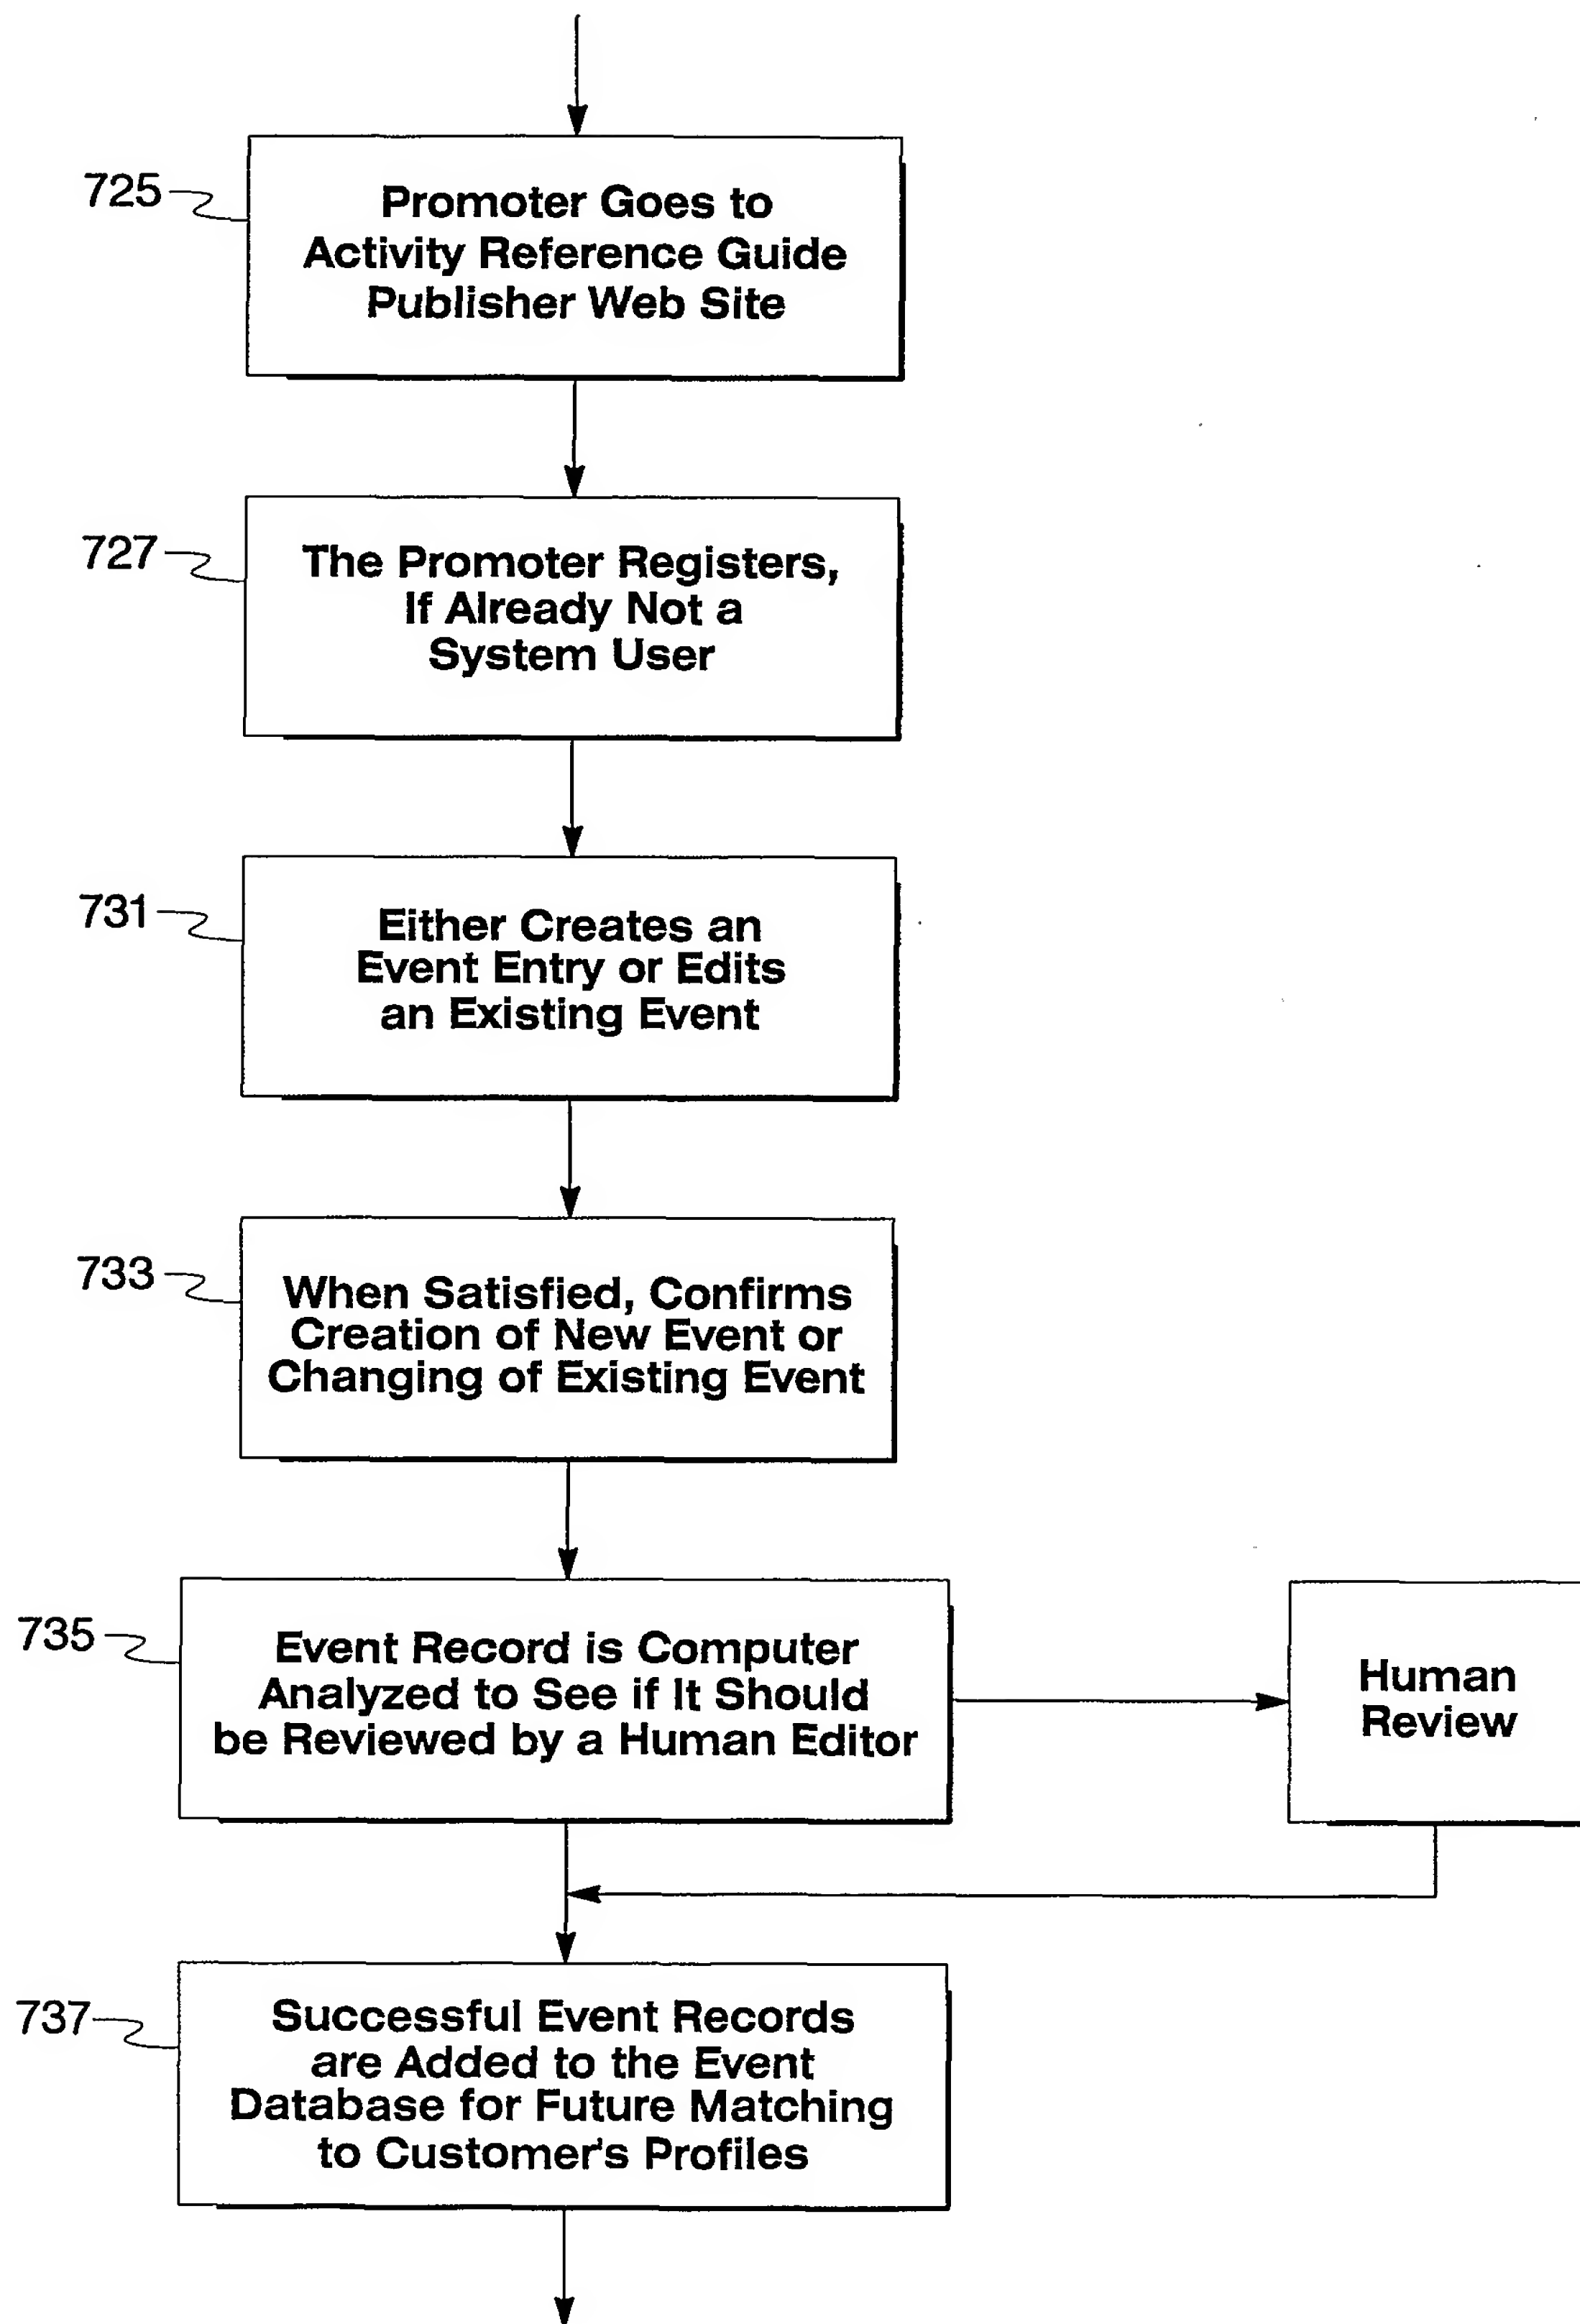 725
Promoter Goes to
Activity Reference Guide
Publisher Web Site
727
The Promoter Registers,
If Already Not a
System User
731
Either Creates an
Event Entry or Edits
an Existing Event
733
When Satisfied, Confirms
Creation of New Event or
Changing of Existing Event
735
Event Record is Computer
Analyzed to See if It Should
be Reviewed by a Human Editor
Human
Review
737
Successful Event Records
are Added to the Event
Database for Future Matching
to Customer's Profiles